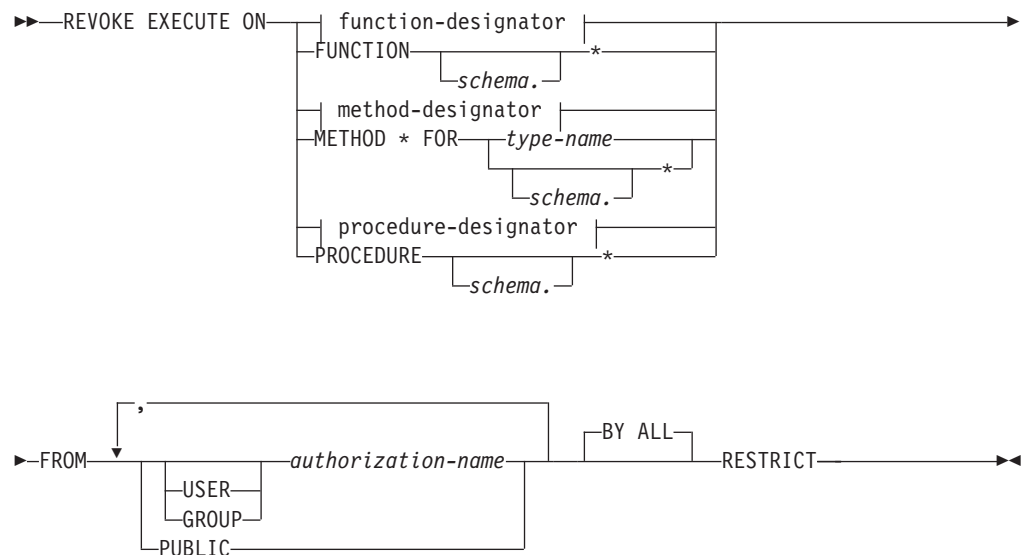 REVOKE EXECUTE ON function-designator
FUNCTION *
schema.
method-designator
METHOD * FOR type-name
*
schema.
procedure-designator
PROCEDURE *
schema.
,
BY ALL
FROM authorization-name RESTRICT
USER
GROUP
PUBLIC